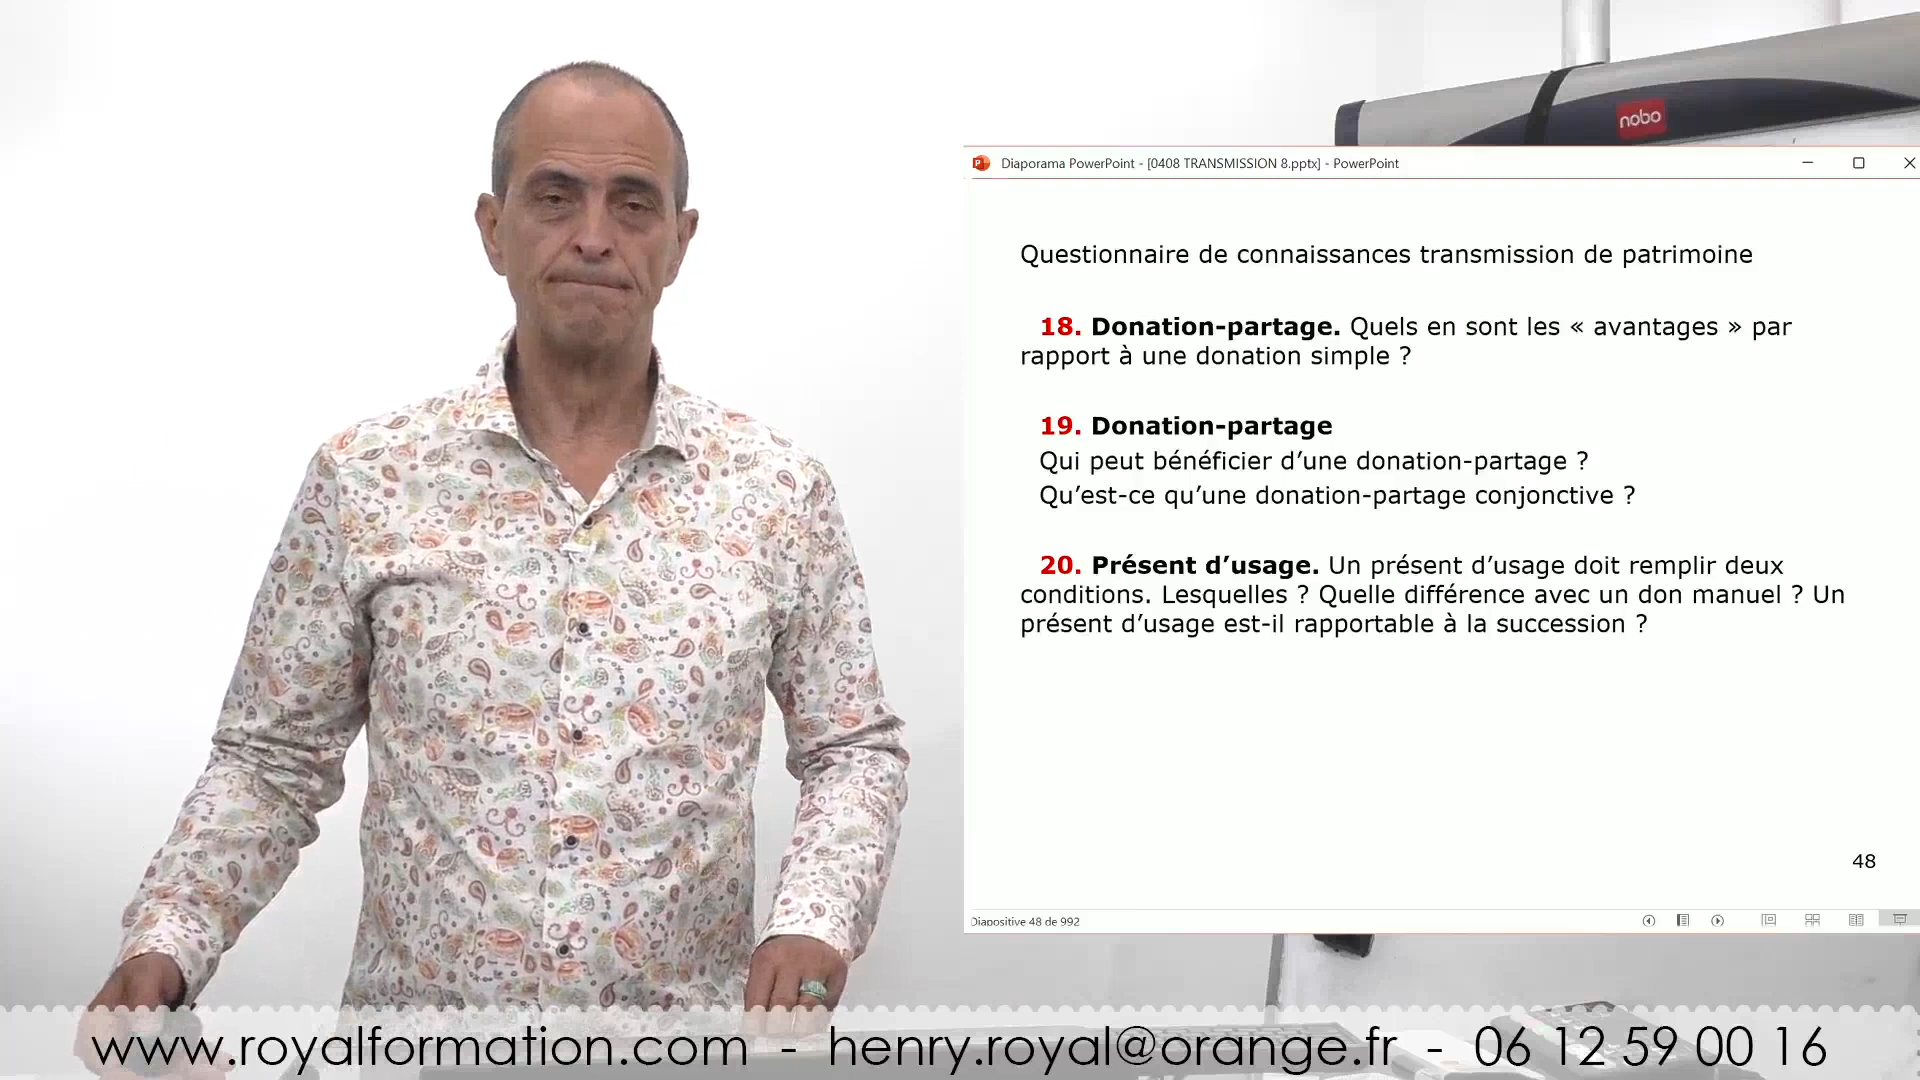 nobo
Diaporama PowerPoint - [0408 TRANSMISSION 8.pptx] - PowerPoint
Questionnaire de connaissances transmission de patrimoine
18. Donation-partage. Quels en sont les « avantages » par
rapport à une donation simple ?
19. Donation-partage
Qui peut bénéficier d’une donation-partage ?
Qu’est-ce qu’une donation-partage conjonctive ?
20. Présent d’usage. Un présent d’usage doit remplir deux
conditions. Lesquelles ? Quelle différence avec un don manuel ? Un
présent d’usage est-il rapportable à la succession ?
48
Diapositive 48 de 992
www.royalformation.com - henry.royal@orange.fr - 06 12 59 00 16